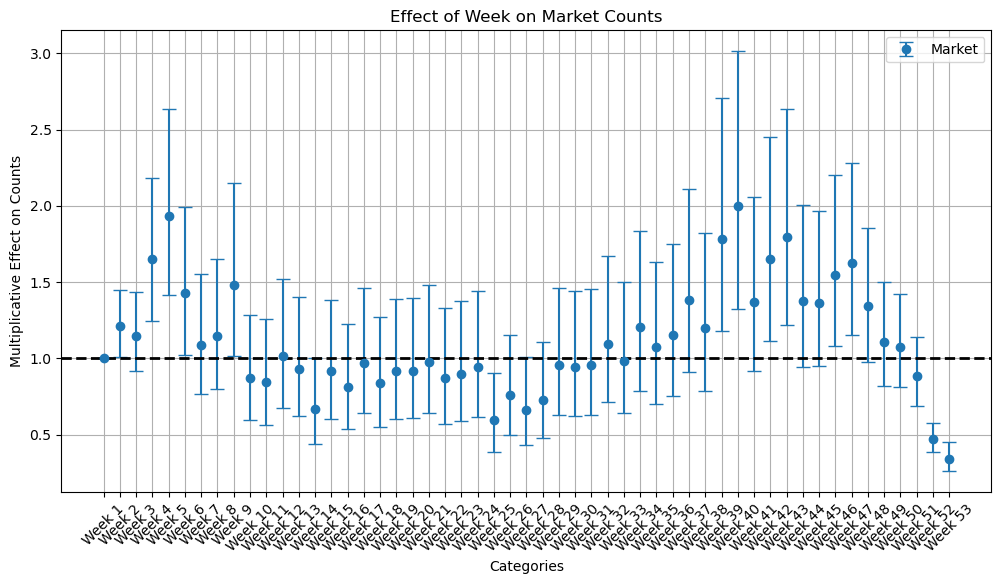 Effect of Week on Market Counts
Market
Multiplicative Effect on Counts
3.0
2.5
2.0
1.5
1.0
0.5
Week 1
Week 2
Week 3
Week 4
Week 5
Week 6
Week 7
Week 8
Week 9
Week 10
Week 11
Week 12
Week 13
Week 14
Week 15
Week 16
Week 17
Week 18
Week 19
Week 20
Week 21
Week 22
Week 23
Week 24
Week 25
Week 26
Week 27
Week 28
Week 29
Week 30
Week 31
Week 32
Week 33
Week 34
Week 35
Week 36
Week 37
Week 38
Week 39
Week 40
Week 41
Week 42
Week 43
Week 44
Week 45
Week 46
Week 47
Week 48
Week 49
Week 50
Week 51
Week 52
Week 53
Categories